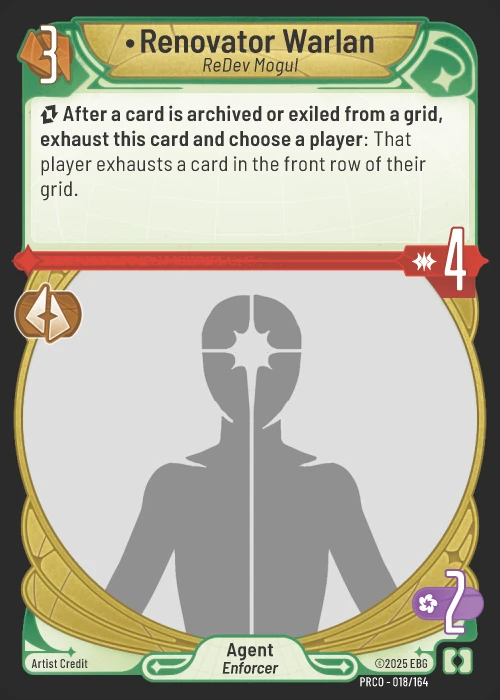 3
• Renovator Warlan
ReDev Mogul
After a card is archived or exiled from a grid,
exhaust this card and choose a player: That
player exhausts a card in the front row of their
grid.
4
2
Agent
Enforcer
Artist Credit
©2025 EBG
PRCO - 018/164